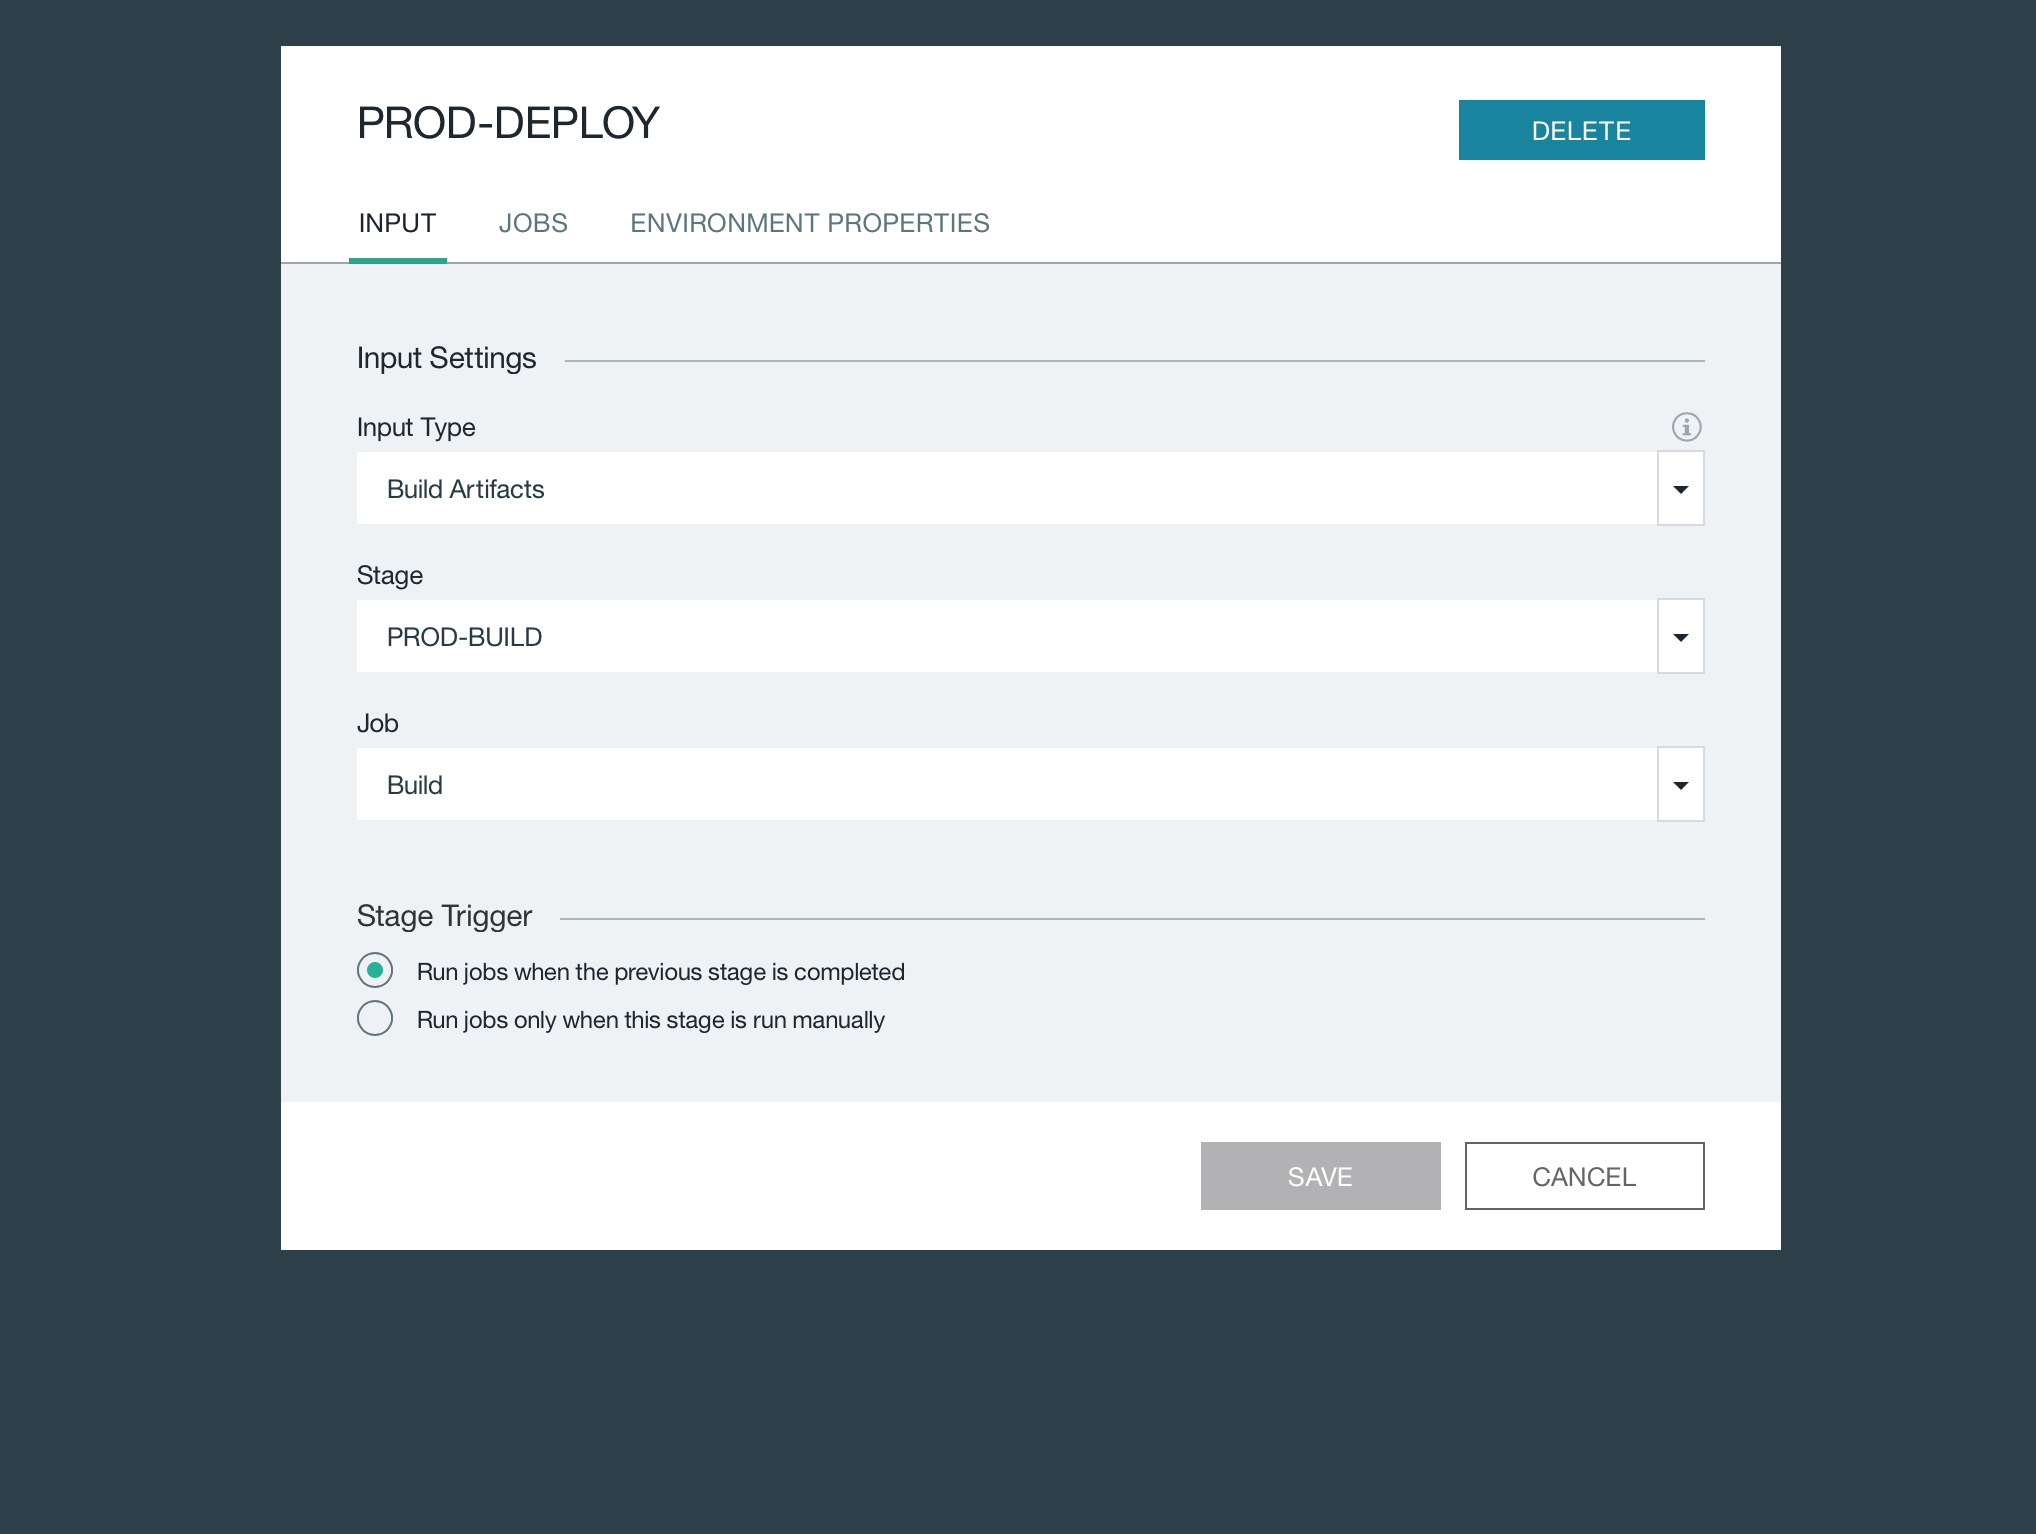 PROD-DEPLOY
DELETE
INPUT JOBS ENVIRONMENT PROPERTIES
Input Settings
Input Type
Build Artifacts
Stage
PROD-BUILD
Job
Build
Stage Trigger
Run jobs when the previous stage is completed
Run jobs only when this stage is run manually
SAVE CANCEL